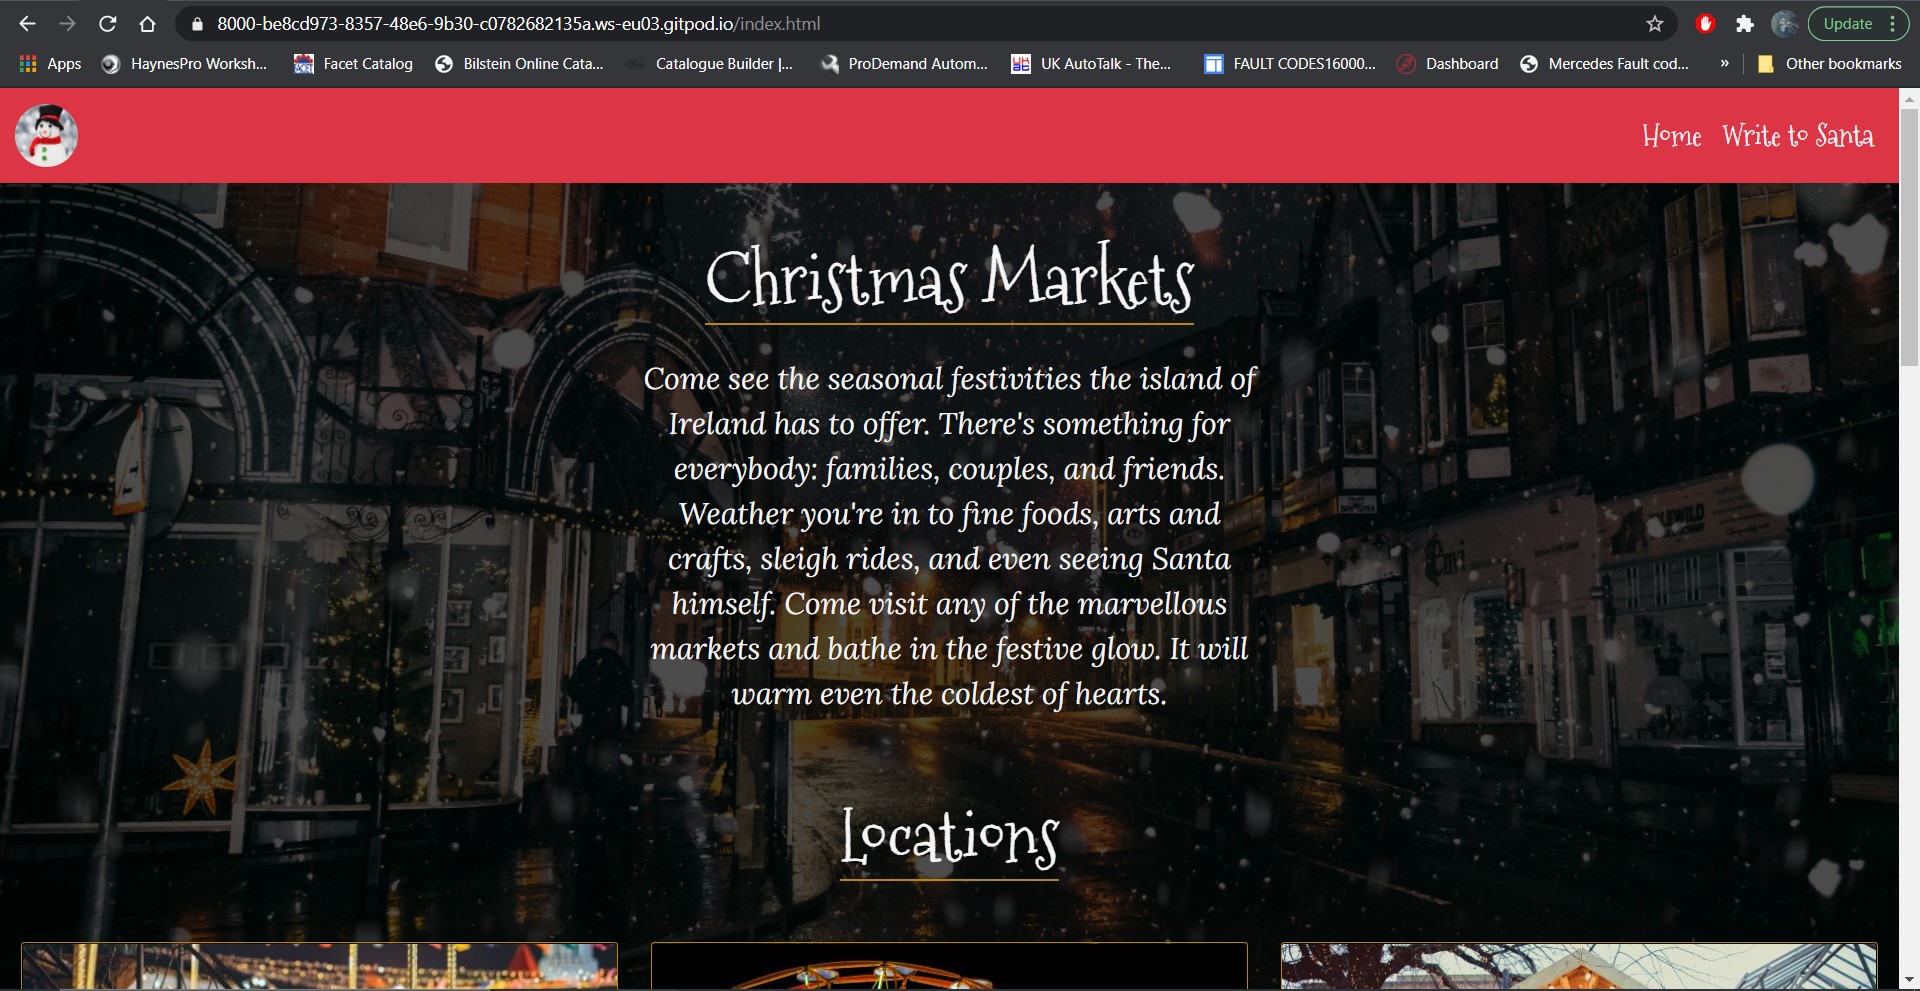 8000-be8cd973-8357-48e6-9b30-c0782682135a.ws-eu03.gitpod.io/index.html
Update
Apps HaynesPro Worksh... Facet Catalog Bilstein Online Cata... Catalogue Builder |... ProDemand Autom... UK AutoTalk - The... FAULT CODES16000... Dashboard Mercedes Fault cod... » Other bookmarks
Home Write to Santa
Christmas Markets
Come see the seasonal festivities the island of
Ireland has to offer. There's something for
everybody: families, couples, and friends.
Weather you're in to fine foods, arts and
crafts, sleigh rides, and even seeing Santa
himself. Come visit any of the marvellous
markets and bathe in the festive glow. It will
warm even the coldest of hearts.
Locations